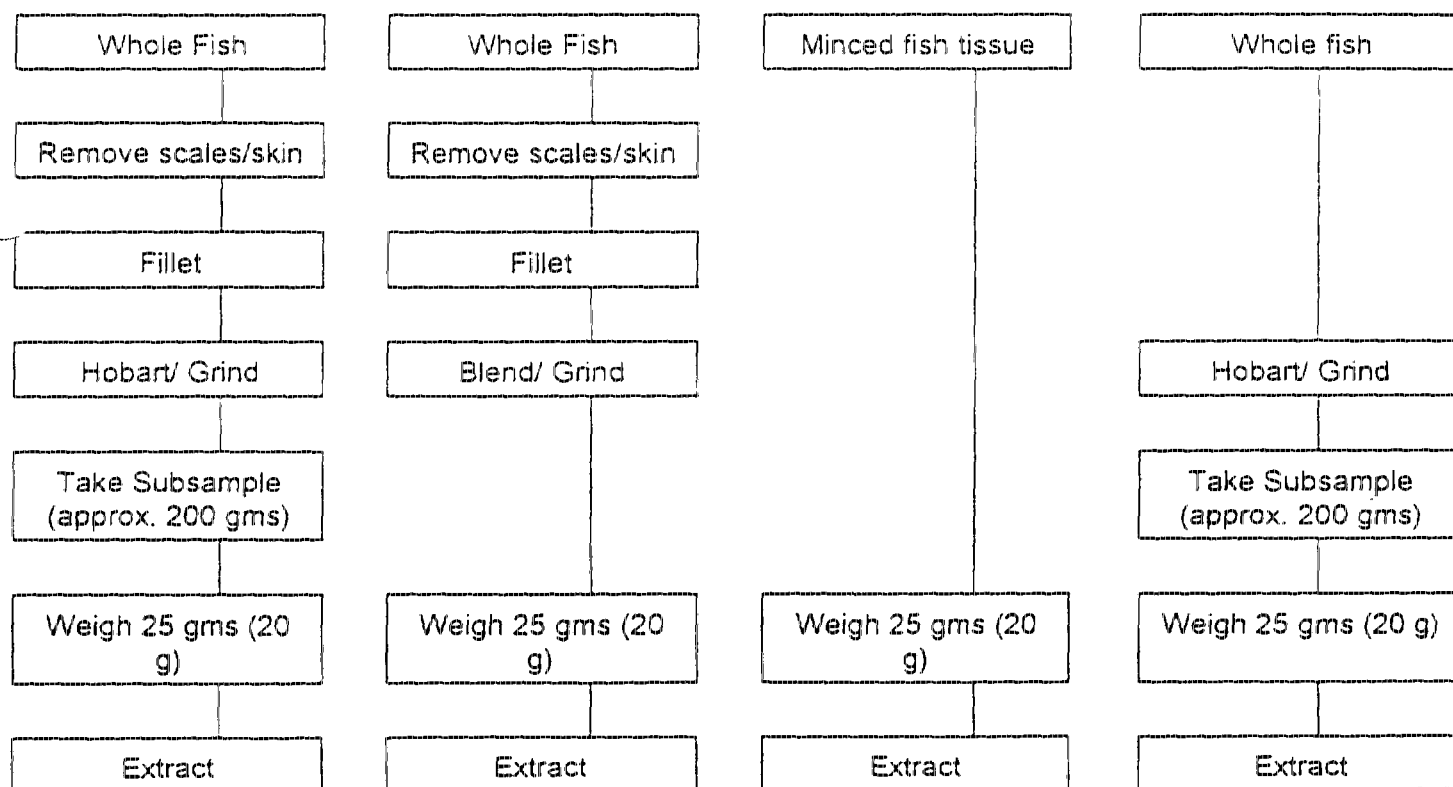 Whole Fish
Whole Fish
Minced fish tissue
Whole fish
Remove scales/skin
Remove scales/skin
Fillet
Fillet
Hobart/ Grind
Blend/ Grind
Hobart/ Grind
Take Subsample
(approx. 200 gms)
Take Subsample
(approx. 200 gms)
Weigh 25 gms (20
g)
Weigh 25 gms (20
g)
Weigh 25 gms (20
g)
Weigh 25 gms (20 g)
Extract
Extract
Extract
Extract